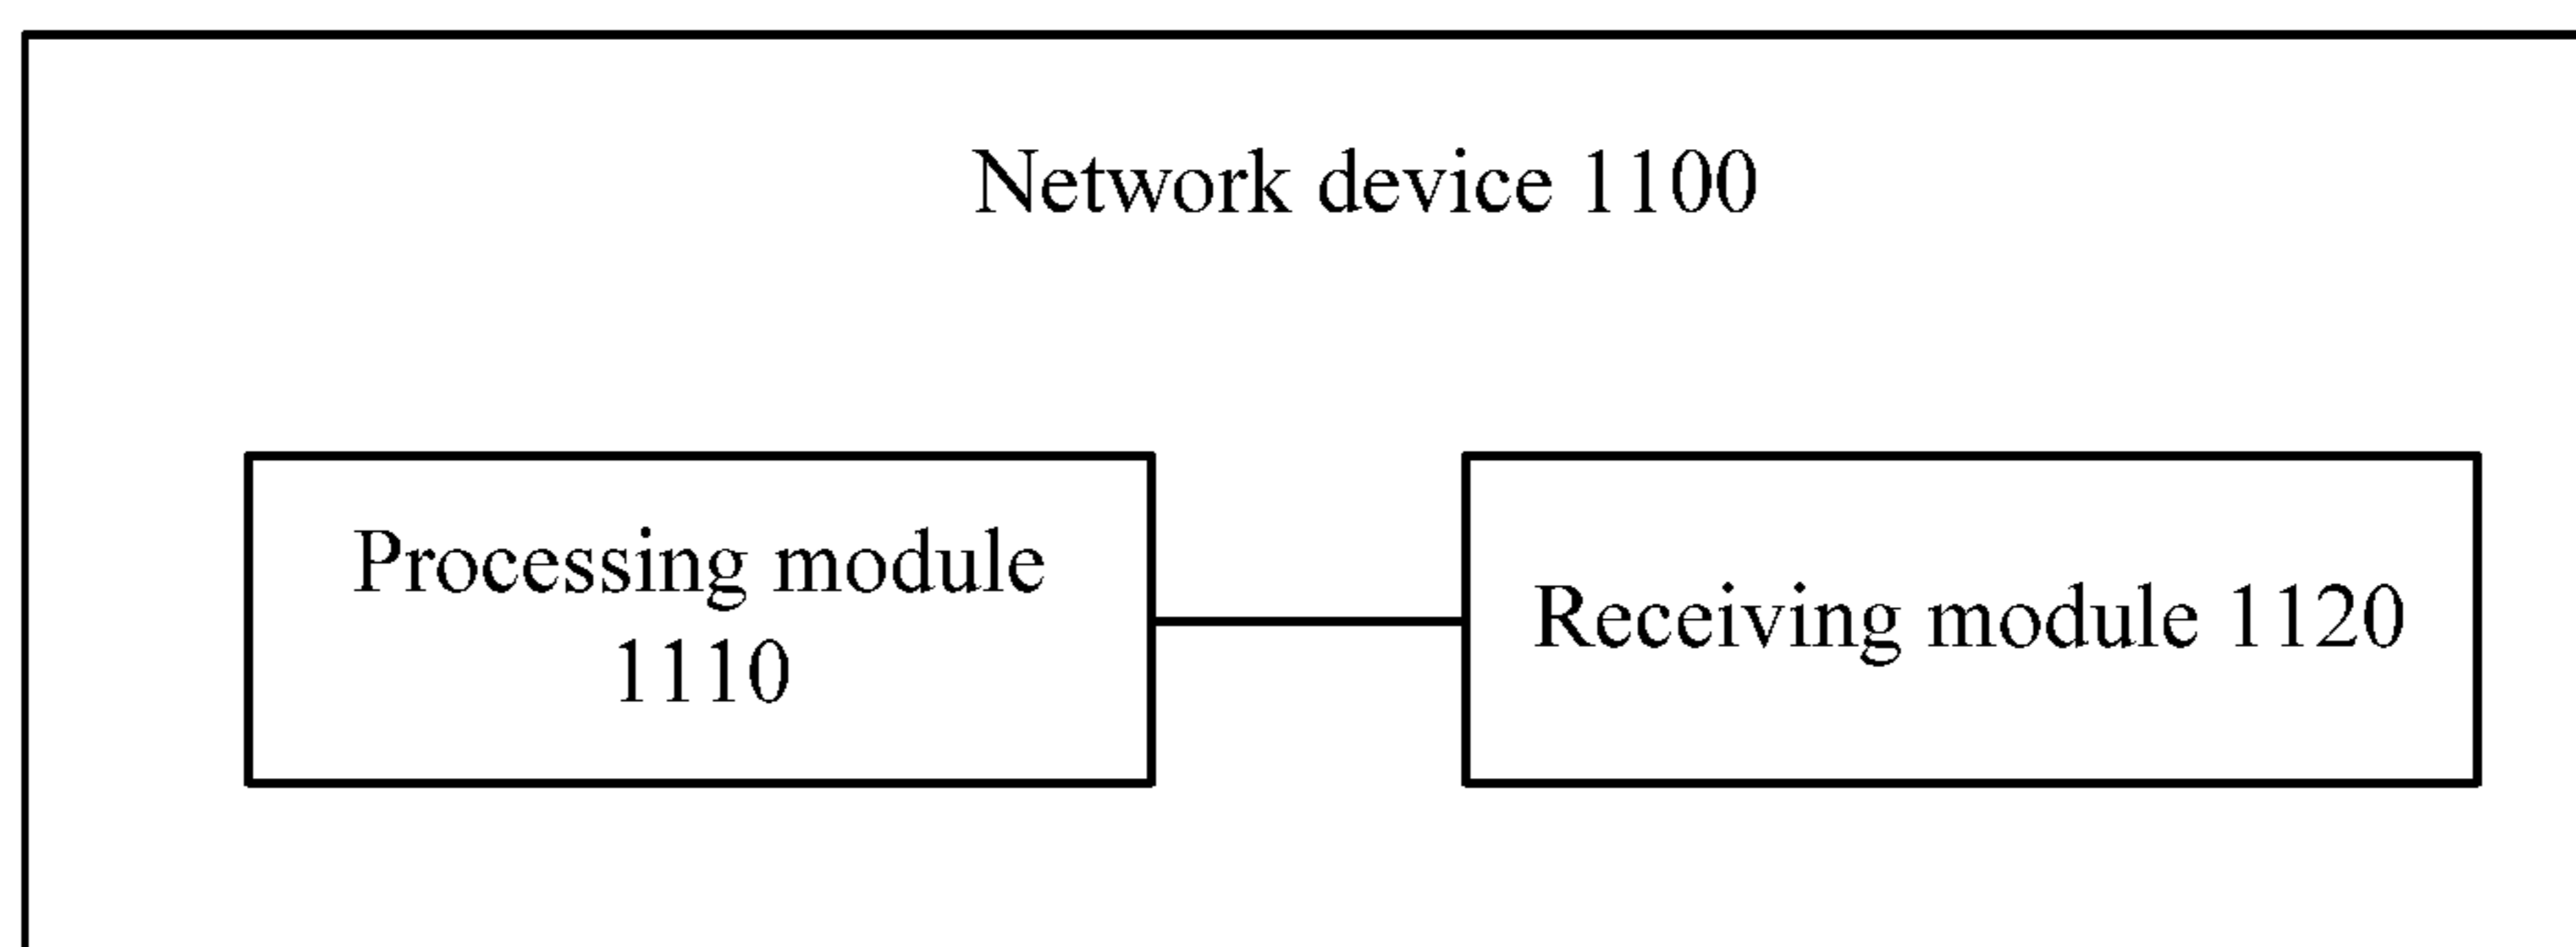 Network device 1100
Processing module
1110
Receiving module 1120